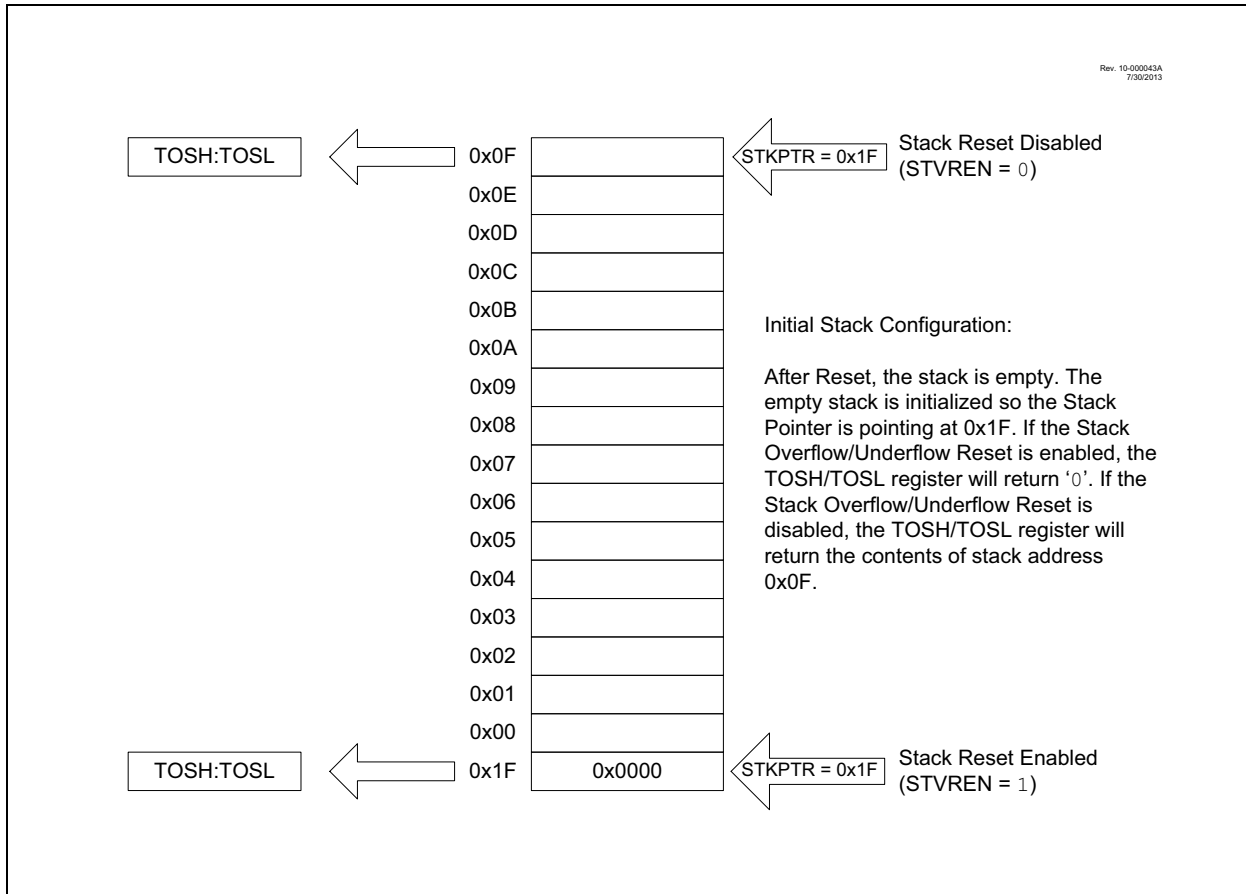 Rev. 10-000043A
7/30/2013
TOSH:TOSL
0x0F
STKPTR = 0x1F
Stack Reset Disabled
(STVREN = 0)
0x0E
0x0D
0x0C
0x0B
0x0A
0x09
0x08
0x07
0x06
0x05
0x04
0x03
0x02
0x01
0x00
Initial Stack Configuration:
After Reset, the stack is empty. The
empty stack is initialized so the Stack
Pointer is pointing at 0x1F. If the Stack
Overflow/Underflow Reset is enabled, the
TOSH/TOSL register will return ‘0’. If the
Stack Overflow/Underflow Reset is
disabled, the TOSH/TOSL register will
return the contents of stack address
0x0F.
TOSH:TOSL
0x1F
0x0000
STKPTR = 0x1F
Stack Reset Enabled
(STVREN = 1)